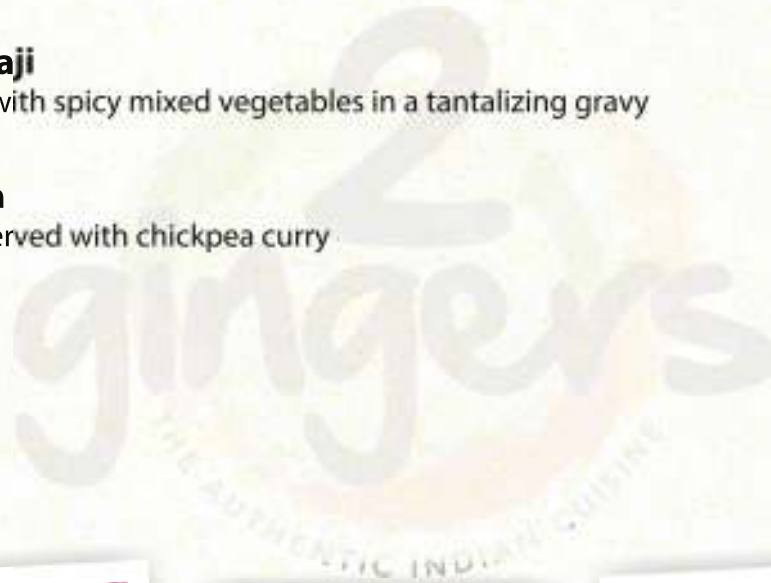 aji
with spicy mixed vegetables in a tantalizing gravy
n
erved with chickpea curry
2
gingers
THE AUTHENTIC INDIAN CUISINE